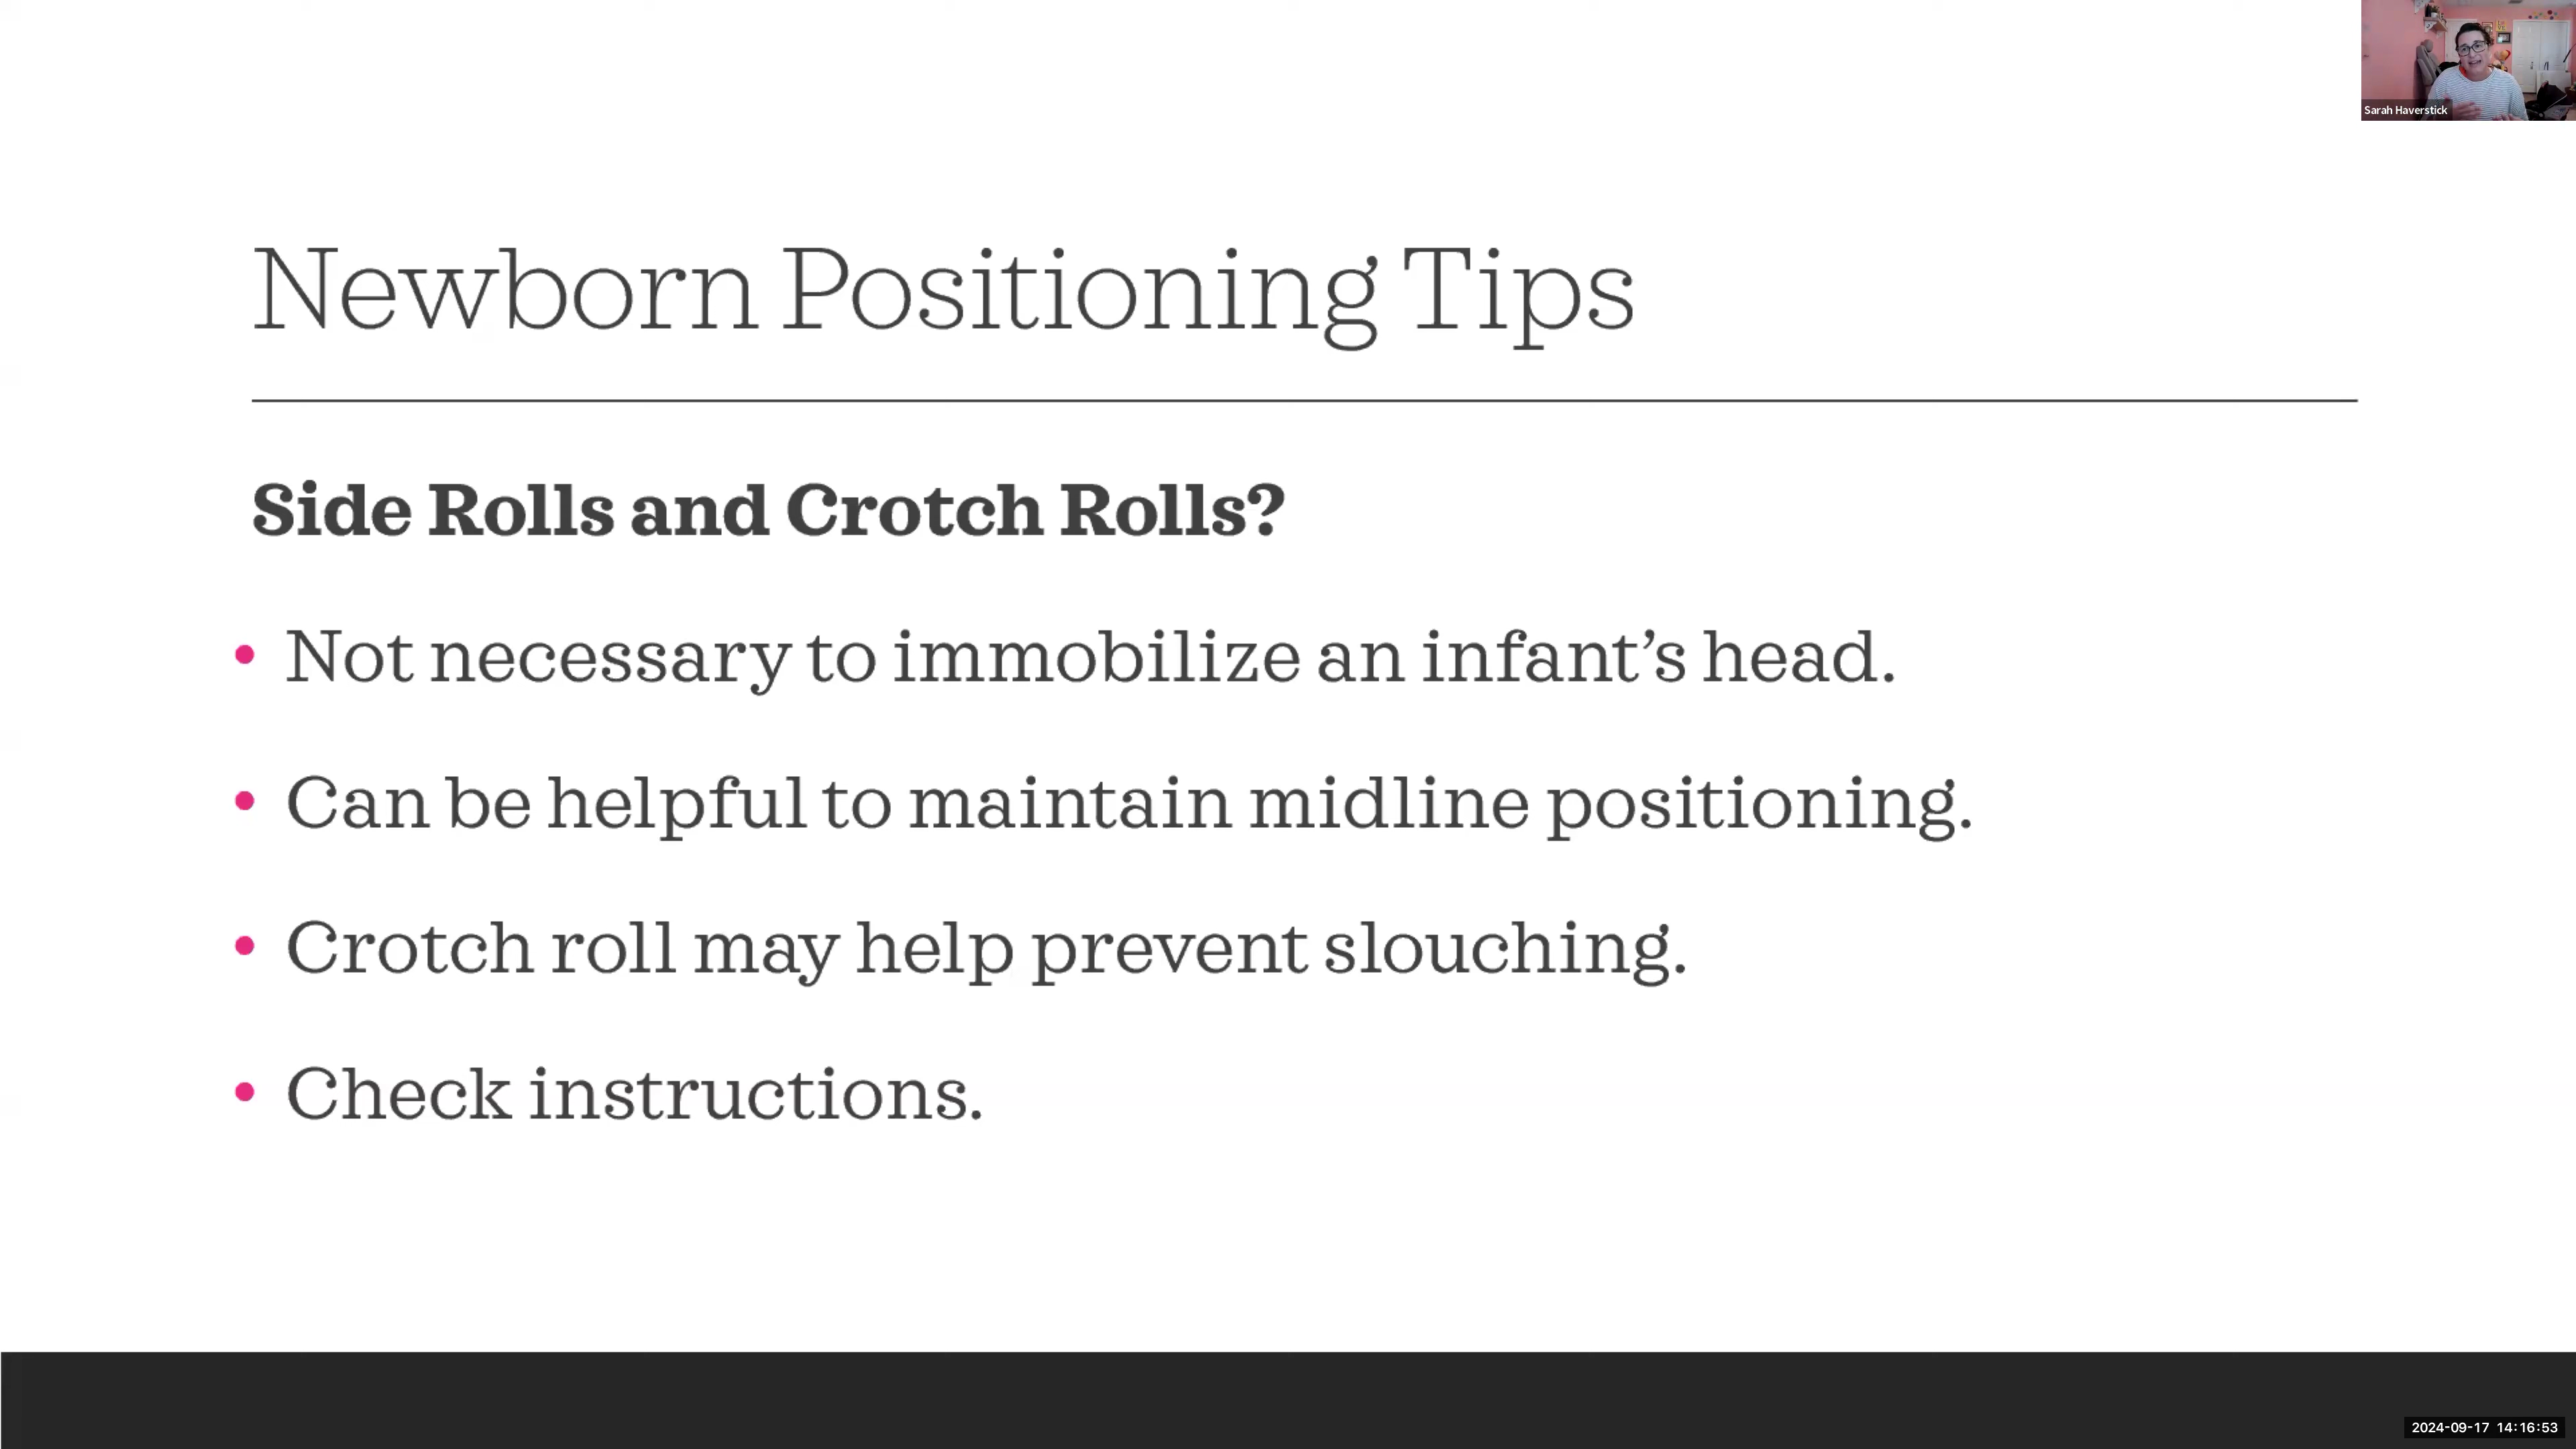 Sarah Haverstick
Newborn Positioning Tips
Side Rolls and Crotch Rolls?
• Not necessary to immobilize an infant’s head.
• Can be helpful to maintain midline positioning.
• Crotch roll may help prevent slouching.
• Check instructions.
2024-09-17 14:16:53